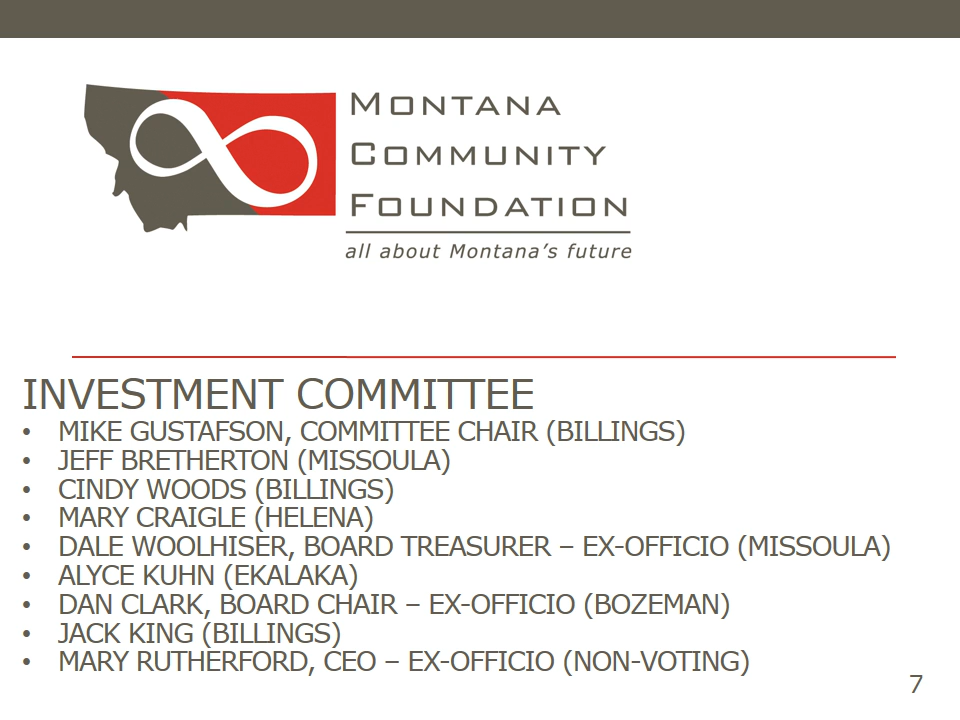 MONTANA
COMMUNITY
FOUNDATION
all about Montana's future
INVESTMENT COMMITTEE
• MIKE GUSTAFSON, COMMITTEE CHAIR (BILLINGS)
• JEFF BRETHERTON (MISSOULA)
• CINDY WOODS (BILLINGS)
• MARY CRAIGLE (HELENA)
• DALE WOOLHISER, BOARD TREASURER – EX-OFFICIO (MISSOULA)
• ALYCE KUHN (EKALAKA)
• DAN CLARK, BOARD CHAIR – EX-OFFICIO (BOZEMAN)
• JACK KING (BILLINGS)
• MARY RUTHERFORD, CEO – EX-OFFICIO (NON-VOTING)
7